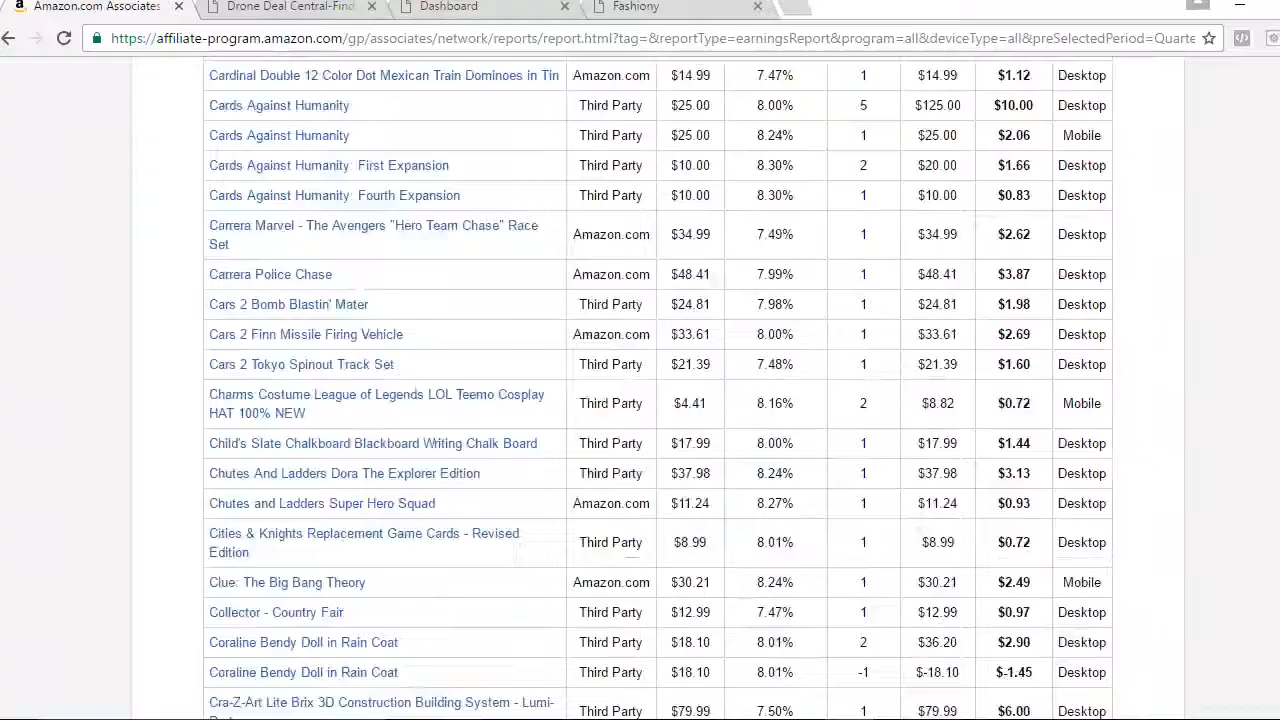 Amazon.com Associates Drone Deal Central-Find Dashboard Fashiony
https://affiliate-program.amazon.com/gp/associates/network/reports/report.html?tag=&reportType=earningsReport&program=all&deviceType=all&preSelectedPeriod=Quarte
Cardinal Double 12 Color Dot Mexican Train Dominoes in Tin Amazon.com $14.99 7.47% 1 $14.99 $1.12 Desktop
Cards Against Humanity Third Party $25.00 8.00% 5 $125.00 $10.00 Desktop
Cards Against Humanity Third Party $25.00 8.24% 1 $25.00 $2.06 Mobile
Cards Against Humanity: First Expansion Third Party $10.00 8.30% 2 $20.00 $1.66 Desktop
Cards Against Humanity: Fourth Expansion Third Party $10.00 8.30% 1 $10.00 $0.83 Desktop
Carrera Marvel - The Avengers "Hero Team Chase" Race
Set Amazon.com $34.99 7.49% 1 $34.99 $2.62 Desktop
Carrera Police Chase Amazon.com $48.41 7.99% 1 $48.41 $3.87 Desktop
Cars 2 Bomb Blastin' Mater Third Party $24.81 7.98% 1 $24.81 $1.98 Desktop
Cars 2 Finn Missile Firing Vehicle Amazon.com $33.61 8.00% 1 $33.61 $2.69 Desktop
Cars 2 Tokyo Spinout Track Set Third Party $21.39 7.48% 1 $21.39 $1.60 Desktop
Charms Costume League of Legends LOL Teemo Cosplay
HAT 100% NEW Third Party $4.41 8.16% 2 $8.82 $0.72 Mobile
Child's Slate Chalkboard Blackboard Writing Chalk Board Third Party $17.99 8.00% 1 $17.99 $1.44 Desktop
Chutes And Ladders Dora The Explorer Edition Third Party $37.98 8.24% 1 $37.98 $3.13 Desktop
Chutes and Ladders Super Hero Squad Amazon.com $11.24 8.27% 1 $11.24 $0.93 Desktop
Cities & Knights Replacement Game Cards - Revised
Edition Third Party $8.99 8.01% 1 $8.99 $0.72 Desktop
Clue: The Big Bang Theory Amazon.com $30.21 8.24% 1 $30.21 $2.49 Mobile
Collector - Country Fair Third Party $12.99 7.47% 1 $12.99 $0.97 Desktop
Coraline Bendy Doll in Rain Coat Third Party $18.10 8.01% 2 $36.20 $2.90 Desktop
Coraline Bendy Doll in Rain Coat Third Party $18.10 8.01% -1 $-18.10 $-1.45 Desktop
Cra-Z-Art Lite Brix 3D Construction Building System - Lumi-
Third Party $79.99 7.50% 1 $79.99 $6.00 Desktop